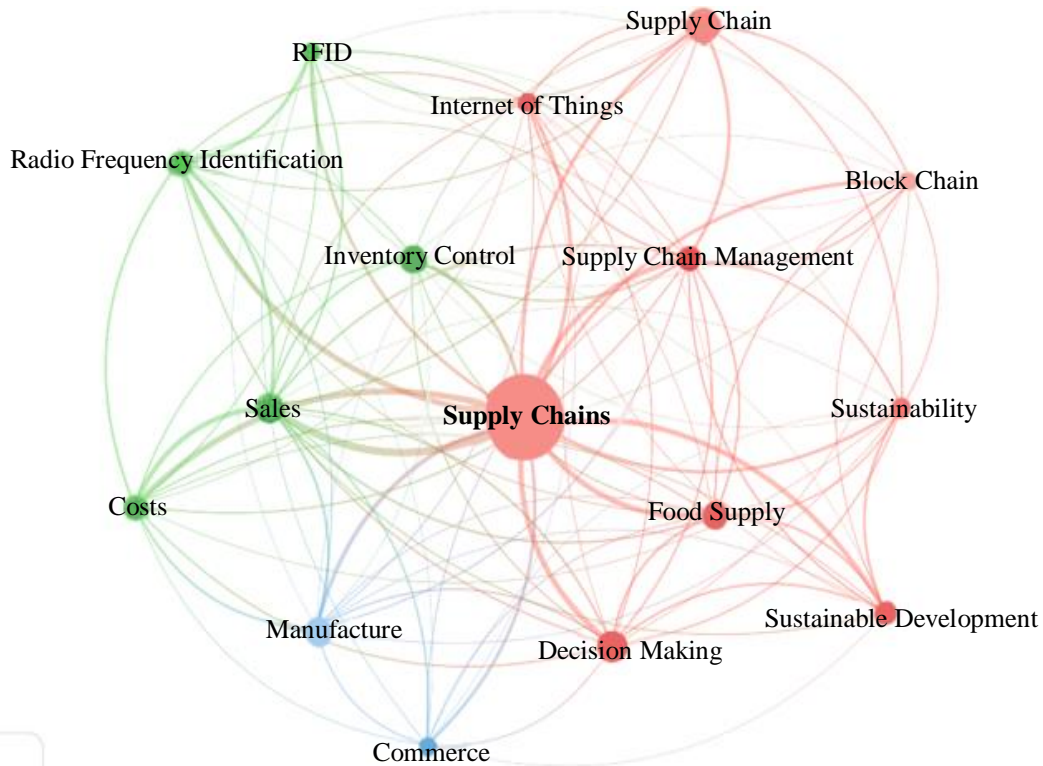 Supply Chain
RFID
Internet of Things
Radio Frequency Identification
Block Chain
Inventory Control
Supply Chain Management
Sales
Supply Chains
Sustainability
Costs
Food Supply
Sustainable Development
Manufacture
Decision Making
Commerce